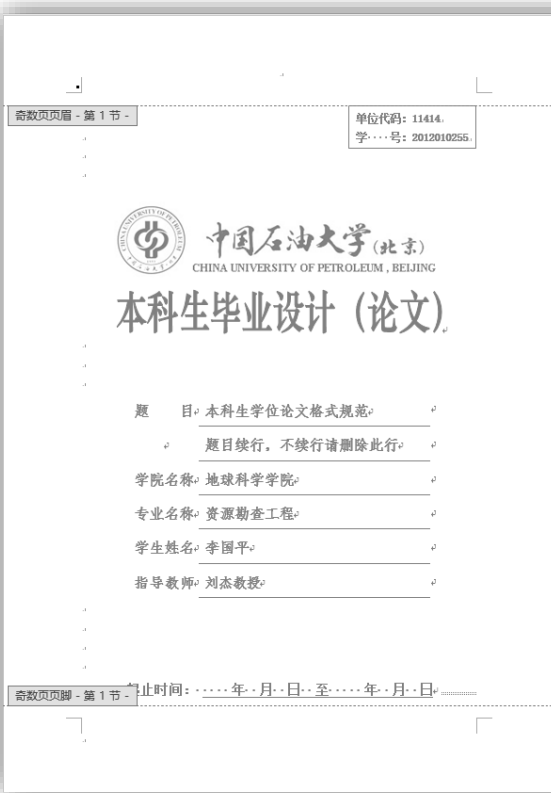 奇数页页眉 - 第 1 节 -
单位代码：11414
学····号：2012010255
中国石油大学(北京)
CHINA UNIVERSITY OF PETROLEUM , BEIJING
本科生毕业设计（论文）
题 目 本科生学位论文格式规范
题目续行，不续行请删除此行
学院名称 地球科学学院
专业名称 资源勘查工程
学生姓名 李国平
指导教师 刘杰教授
止时间：·····年··月··日··至·····年··月··日
奇数页页脚 - 第 1 节 -